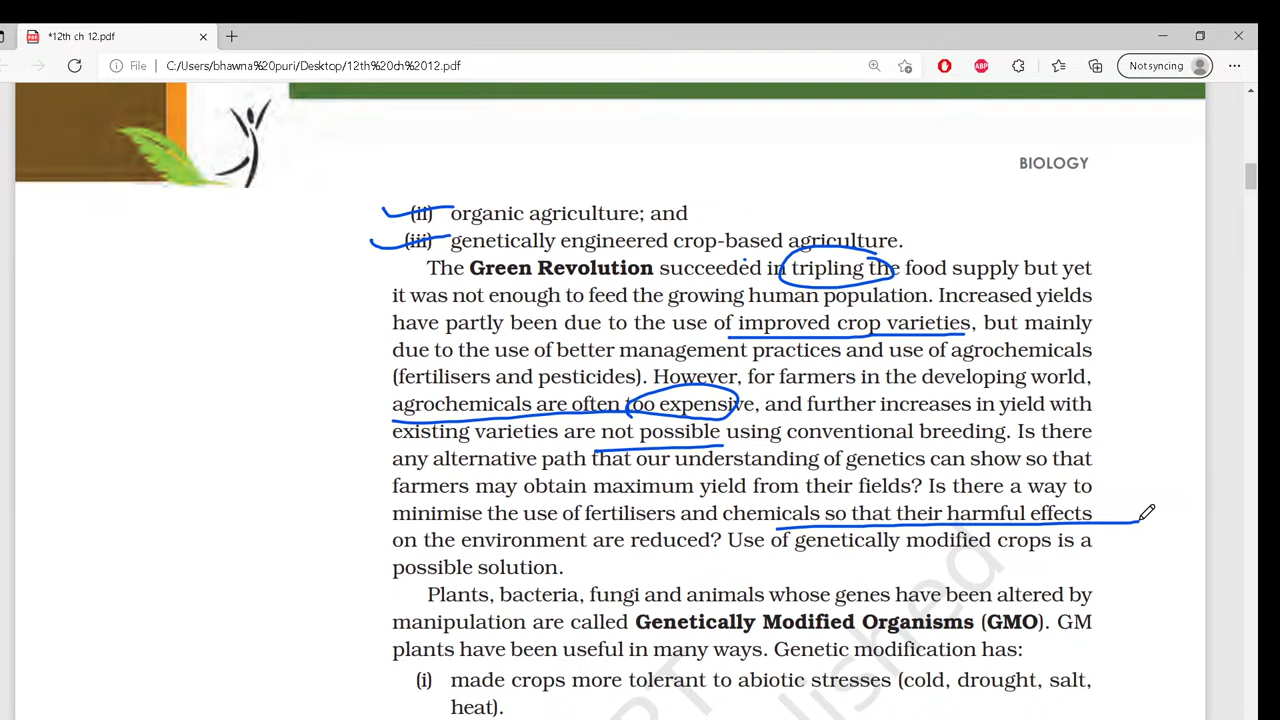 *12th ch 12.pdf
File
C:/Users/bhawna%20puri/Desktop/12th%20ch%2012.pdf
ABP
Not syncing
BIOLOGY
(ii) organic agriculture; and
(iii) genetically engineered crop-based agriculture.
The Green Revolution succeeded in tripling the food supply but yet
it was not enough to feed the growing human population. Increased yields
have partly been due to the use of improved crop varieties, but mainly
due to the use of better management practices and use of agrochemicals
(fertilisers and pesticides). However, for farmers in the developing world,
agrochemicals are often too expensive, and further increases in yield with
existing varieties are not possible using conventional breeding. Is there
any alternative path that our understanding of genetics can show so that
farmers may obtain maximum yield from their fields? Is there a way to
minimise the use of fertilisers and chemicals so that their harmful effects
on the environment are reduced? Use of genetically modified crops is a
possible solution.
Plants, bacteria, fungi and animals whose genes have been altered by
manipulation are called Genetically Modified Organisms (GMO). GM
plants have been useful in many ways. Genetic modification has:
(i) made crops more tolerant to abiotic stresses (cold, drought, salt,
heat).